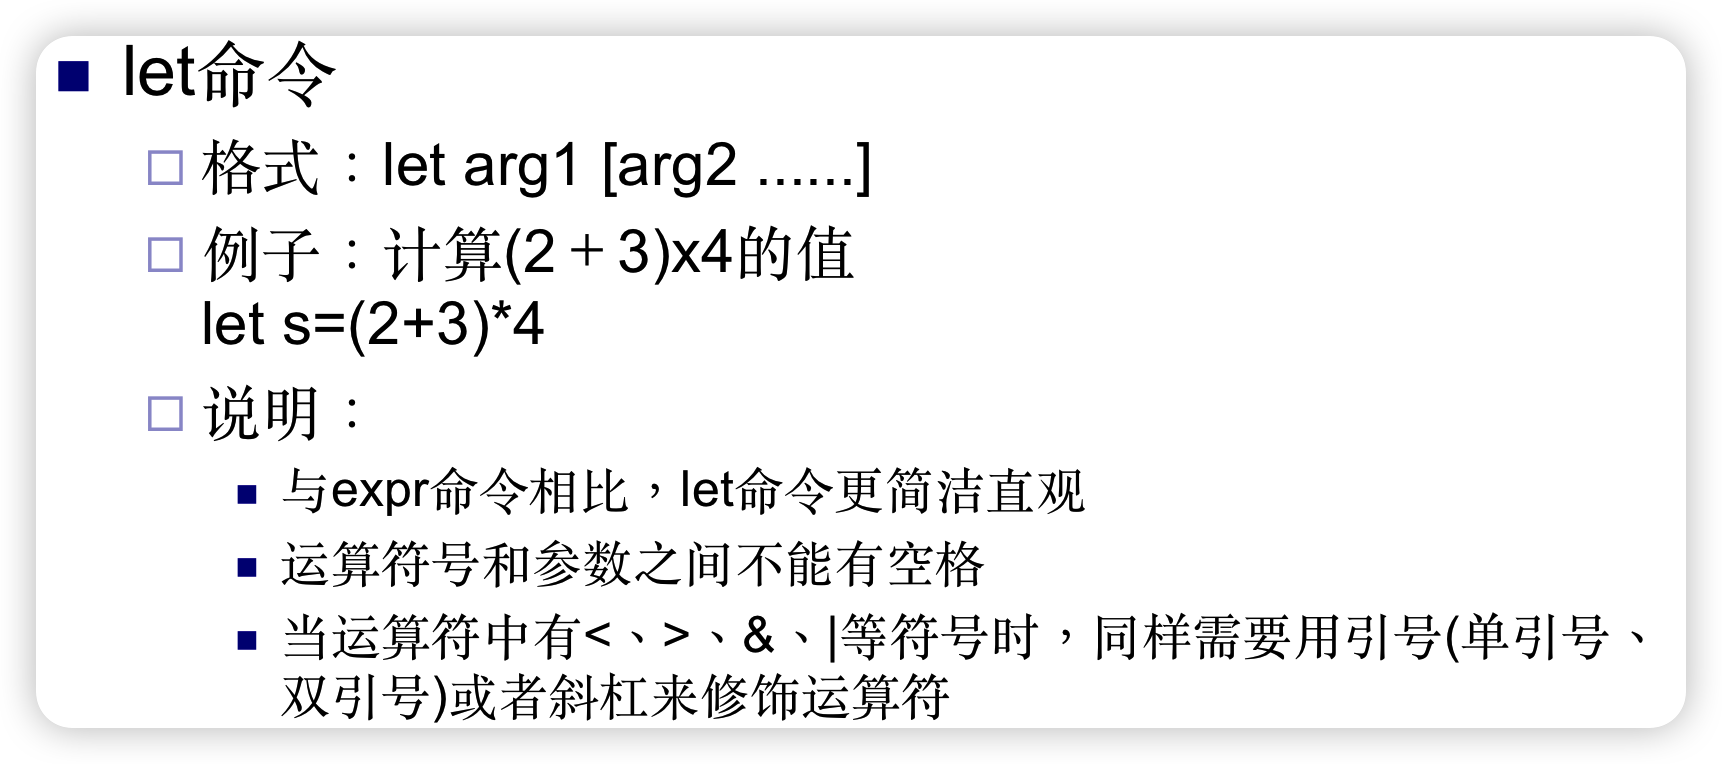 let命令
格式：let arg1 [arg2 ......]
例子：计算(2＋3)x4的值
let s=(2+3)*4
说明：
与expr命令相比，let命令更简洁直观
运算符号和参数之间不能有空格
当运算符中有<、>、&、|等符号时，同样需要用引号(单引号、
双引号)或者斜杠来修饰运算符